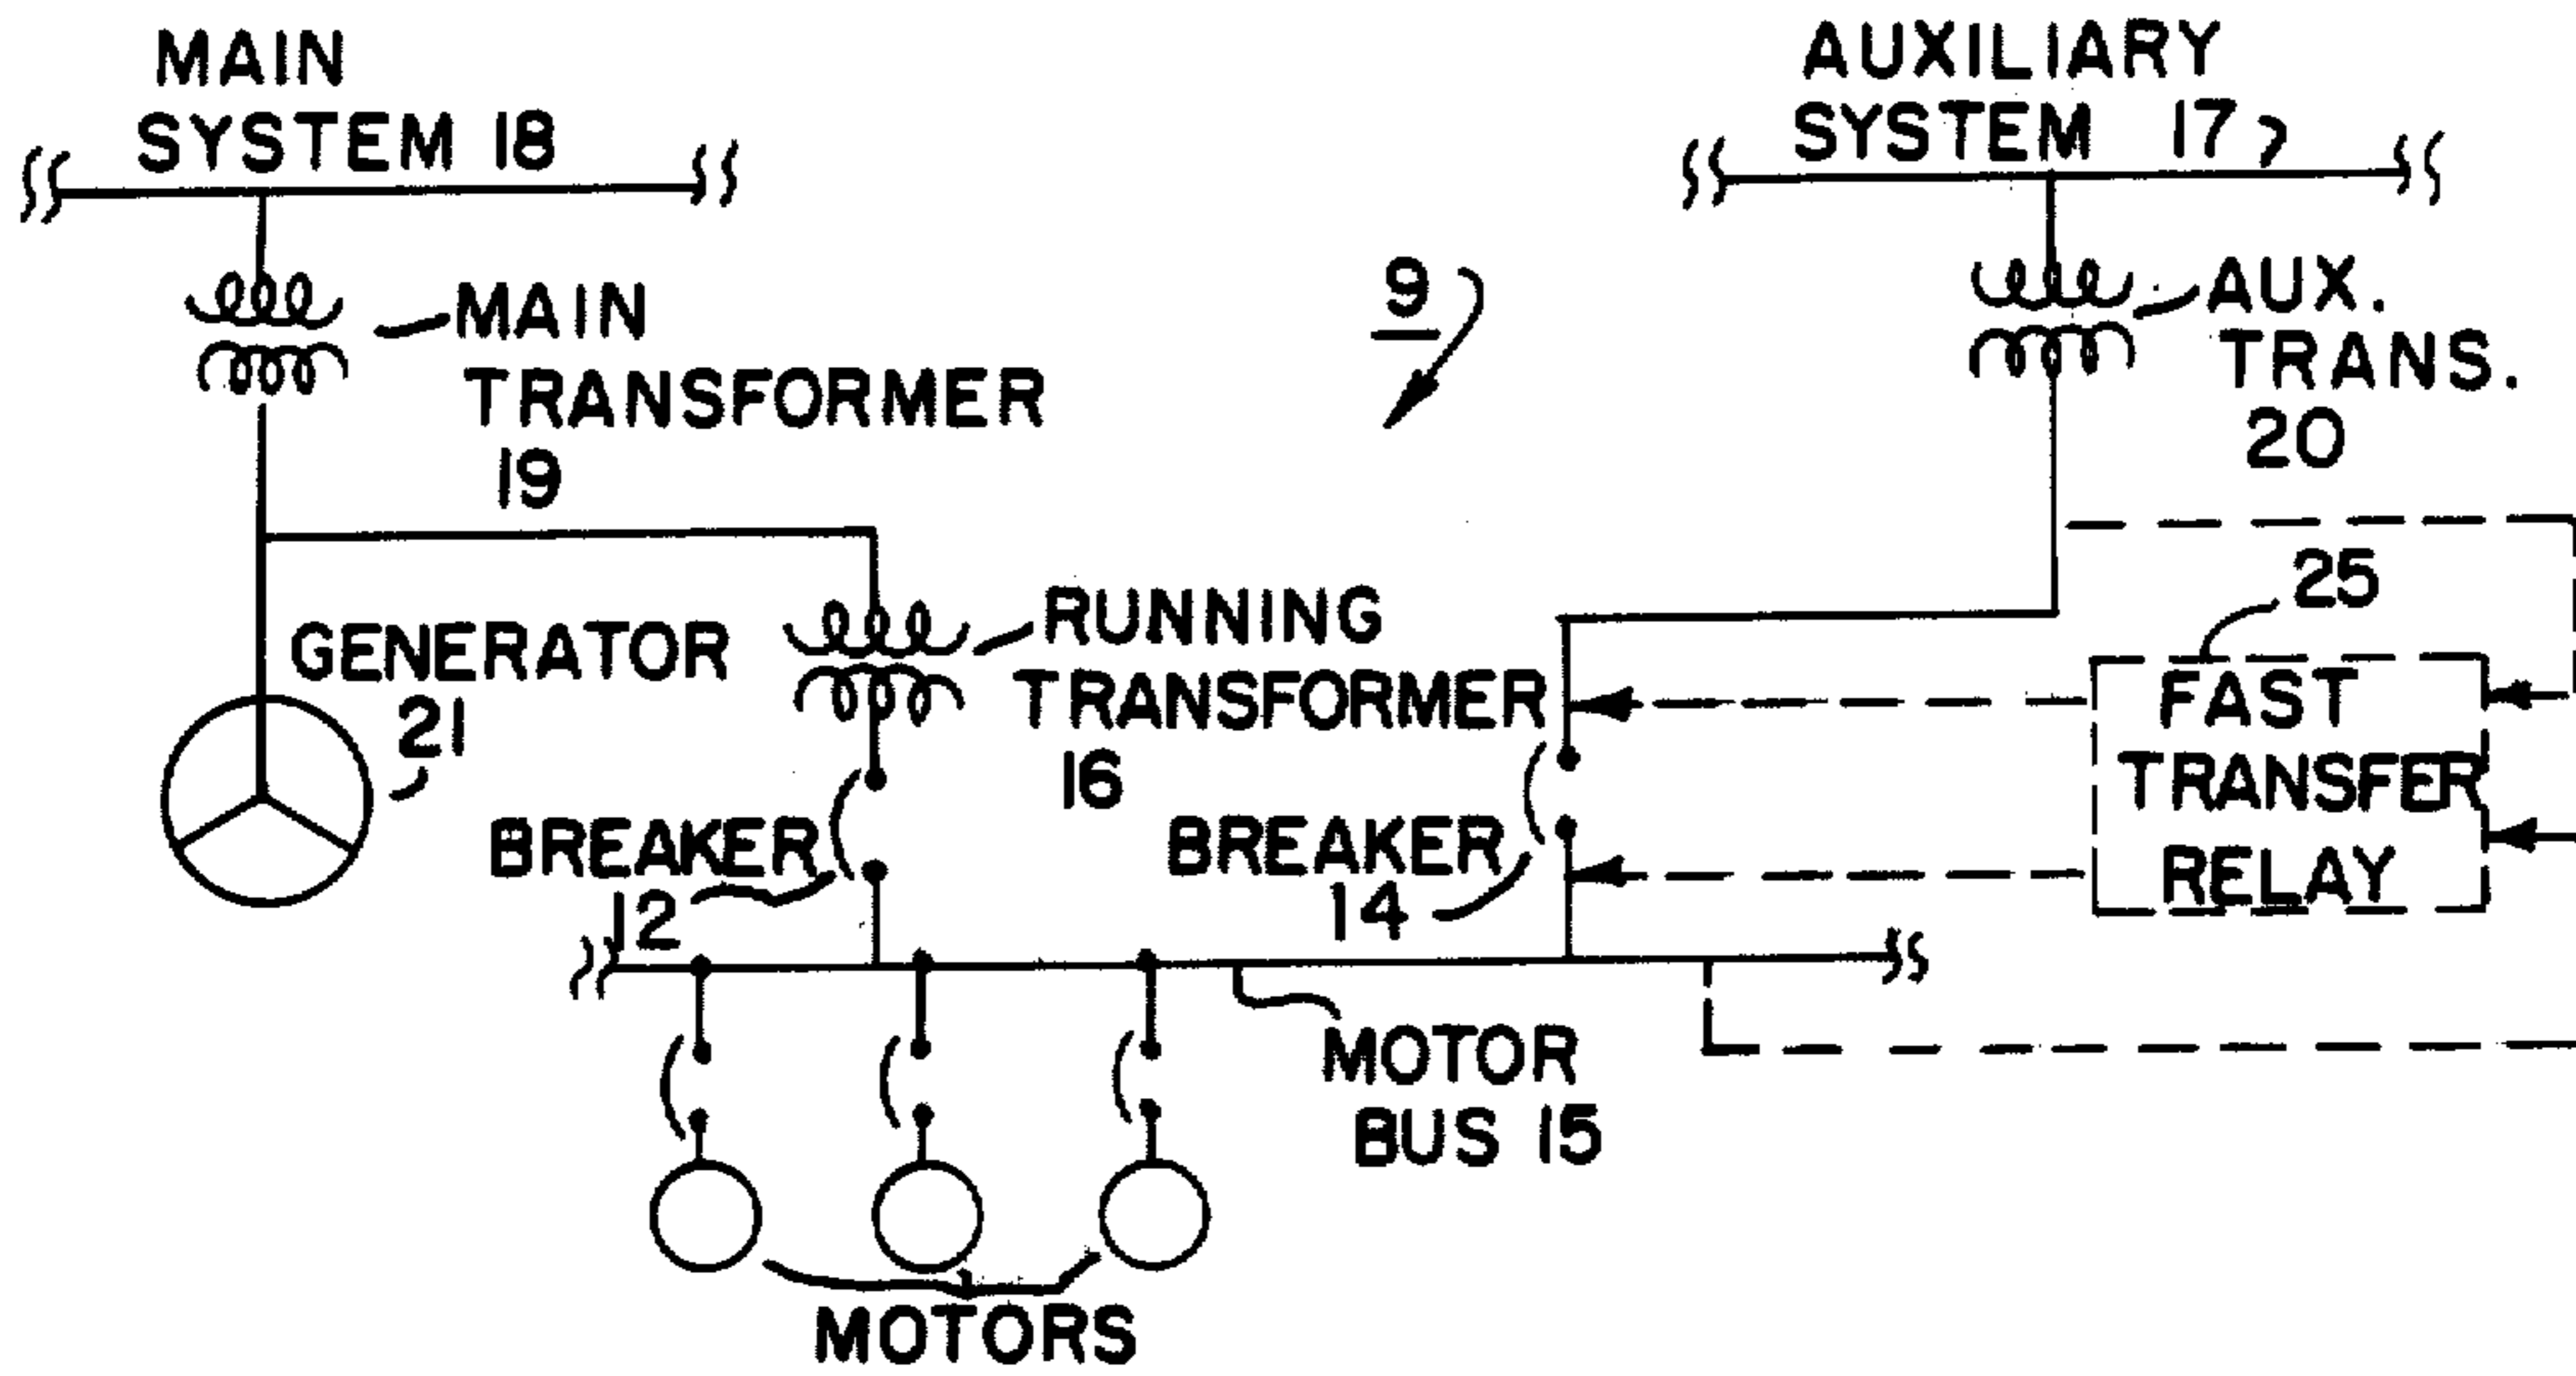 MAIN
SYSTEM 18
AUXILIARY
SYSTEM 17
MAIN
TRANSFORMER
19
9
AUX.
TRANS.
20
GENERATOR
21
RUNNING
TRANSFORMER
16
25
FAST
TRANSFER
RELAY
BREAKER
12
BREAKER
14
MOTOR
BUS 15
MOTORS